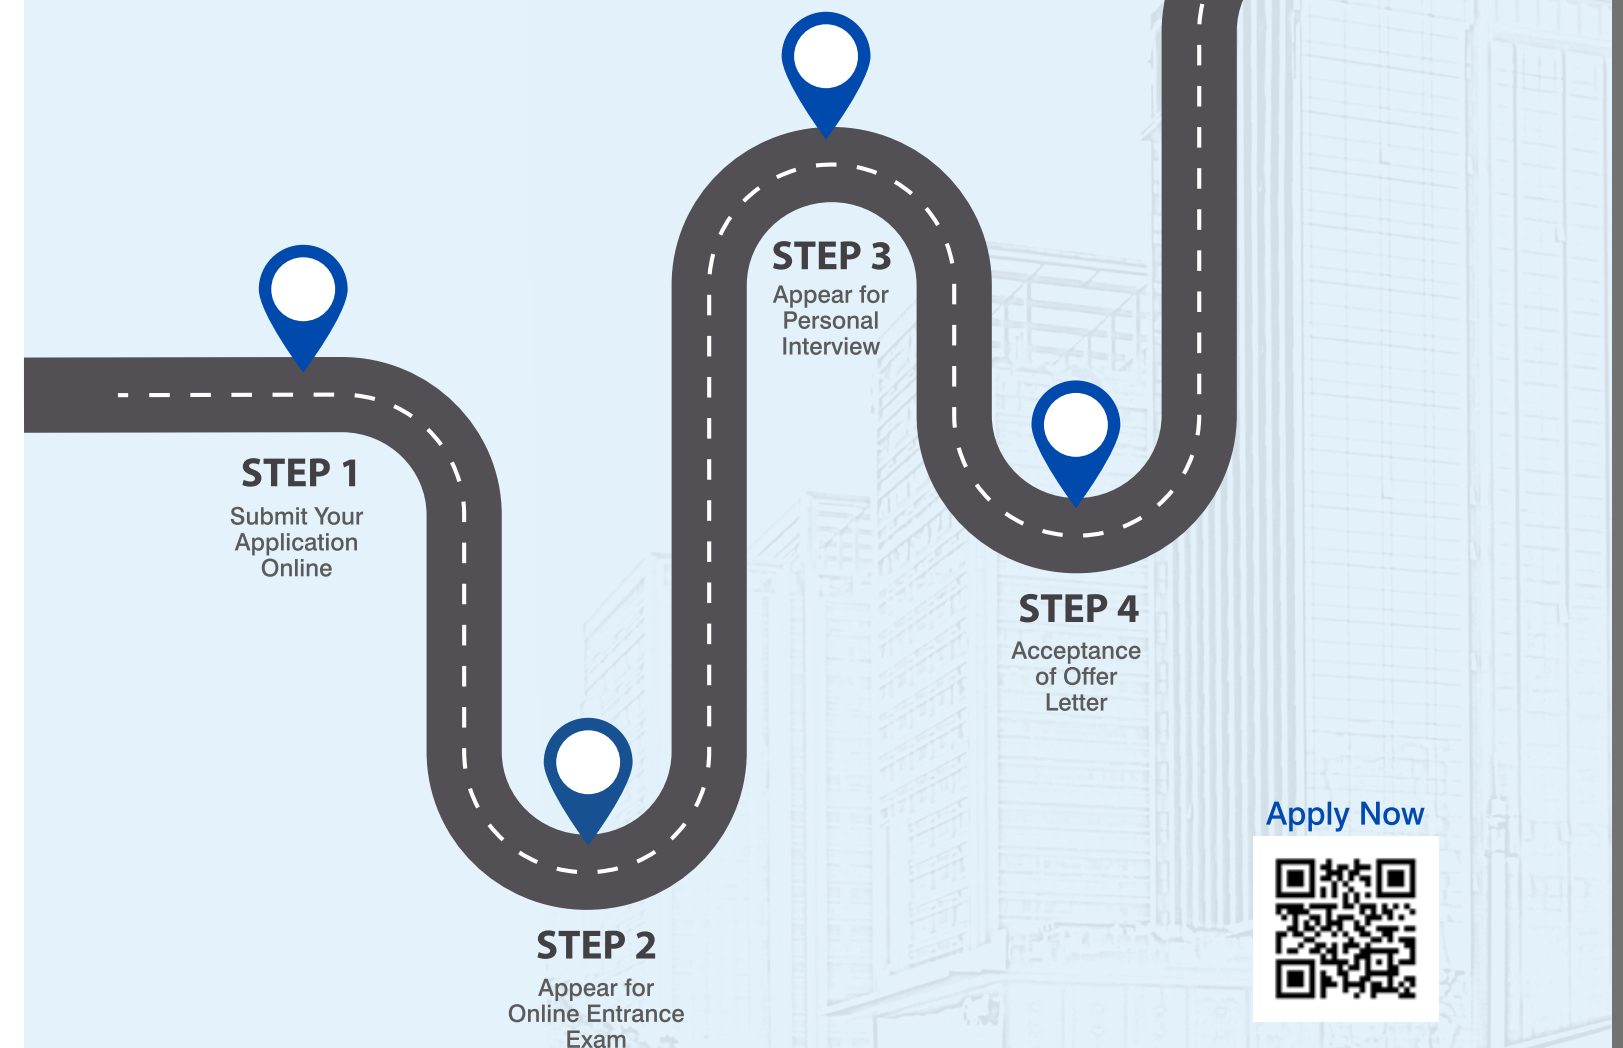 STEP 1
Submit Your
Application
Online
STEP 2
Appear for
Online Entrance
Exam
STEP 3
Appear for
Personal
Interview
STEP 4
Acceptance
of Offer
Letter
Apply Now